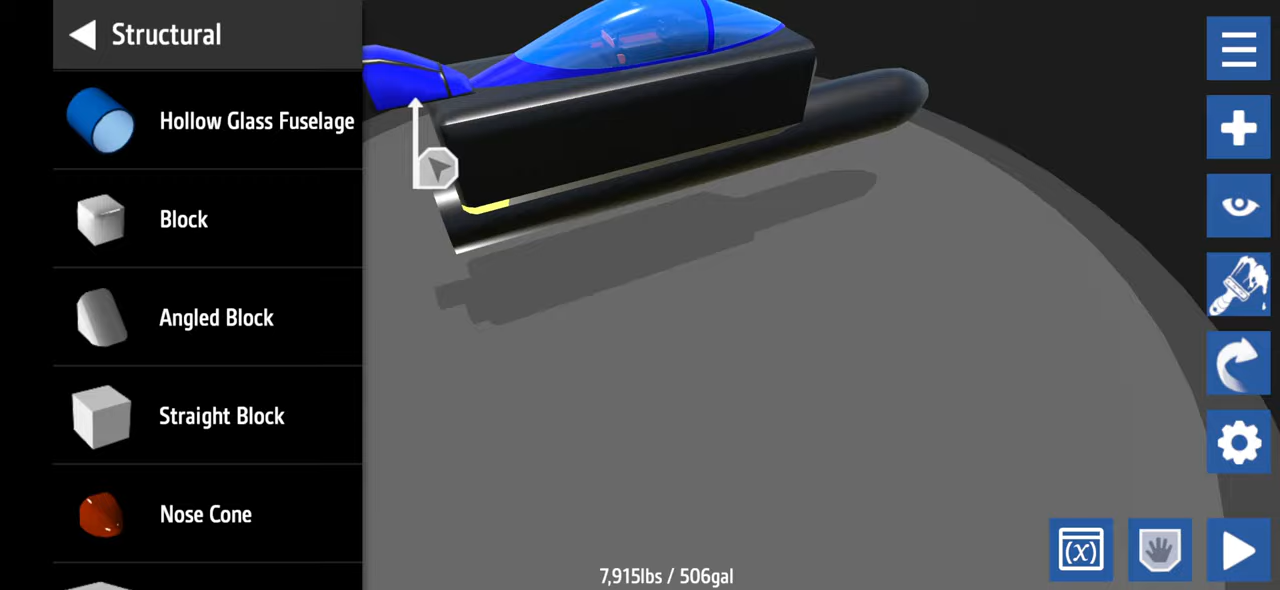 Structural
Hollow Glass Fuselage
Block
Angled Block
Straight Block
Nose Cone
(x)
7,915lbs / 506gal